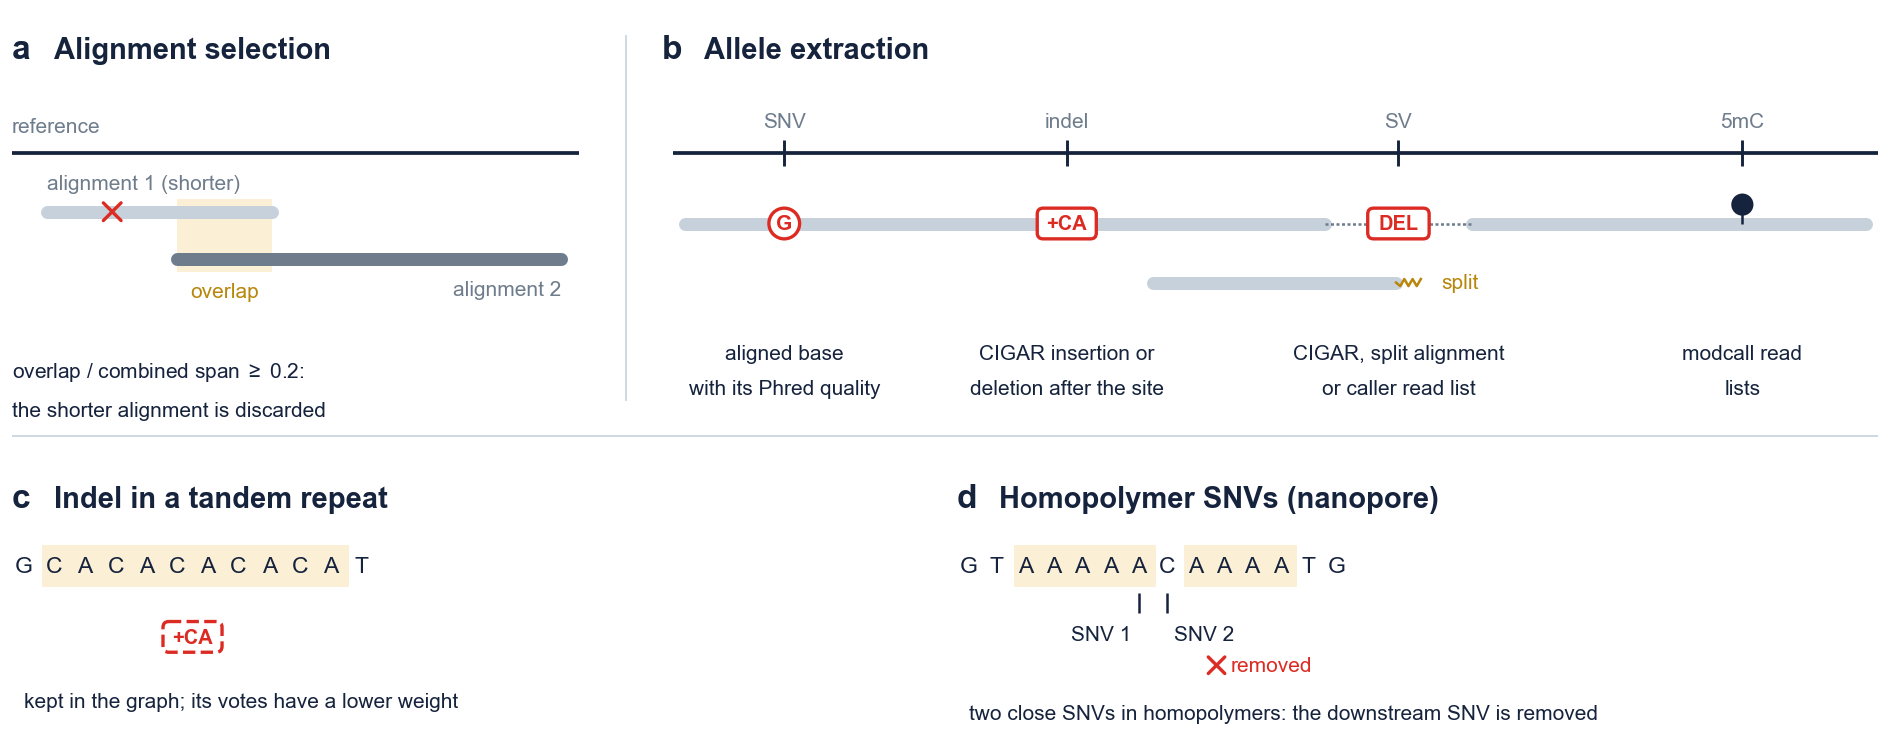 a Alignment selection
reference
alignment 1 (shorter)
overlap
alignment 2
overlap / combined span ≥ 0.2:
the shorter alignment is discarded
b Allele extraction
SNV indel SV 5mC
G +CA DEL
split
aligned base
with its Phred quality
CIGAR insertion or
deletion after the site
CIGAR, split alignment
or caller read list
modcall read
lists
c Indel in a tandem repeat
G C A C A C A C A C A T
+CA
kept in the graph; its votes have a lower weight
d Homopolymer SNVs (nanopore)
G T A A A A A C A A A A T G
SNV 1 SNV 2
removed
two close SNVs in homopolymers: the downstream SNV is removed